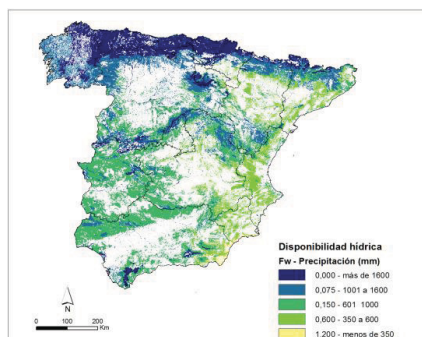 Disponibilidad hídrica
Fw - Precipitación (mm)
0,000 - más de 1600
0,075 - 1001 a 1600
0,150 - 601 1000
0,600 - 350 a 600
1,200 - menos de 350
N
0 100 200
Km